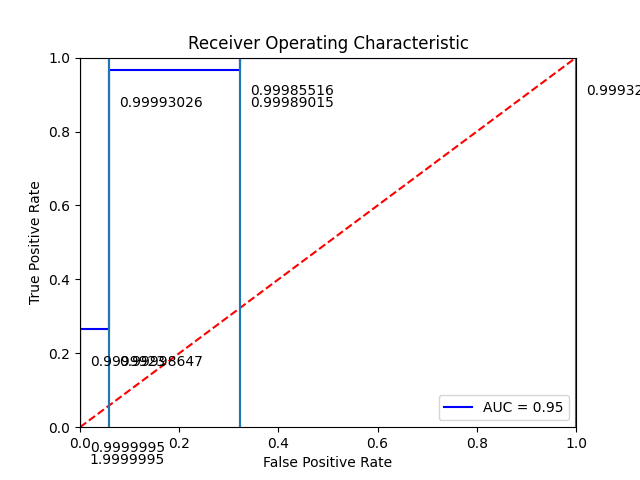 Receiver Operating Characteristic
1.0
0.99985516
0.99932
0.99993026
0.99989015
0.8
0.6
True Positive Rate
0.4
0.2
0.0
AUC = 0.95
0.0 0.2 0.4 0.6 0.8 1.0
0.9999995
1.9999995
False Positive Rate